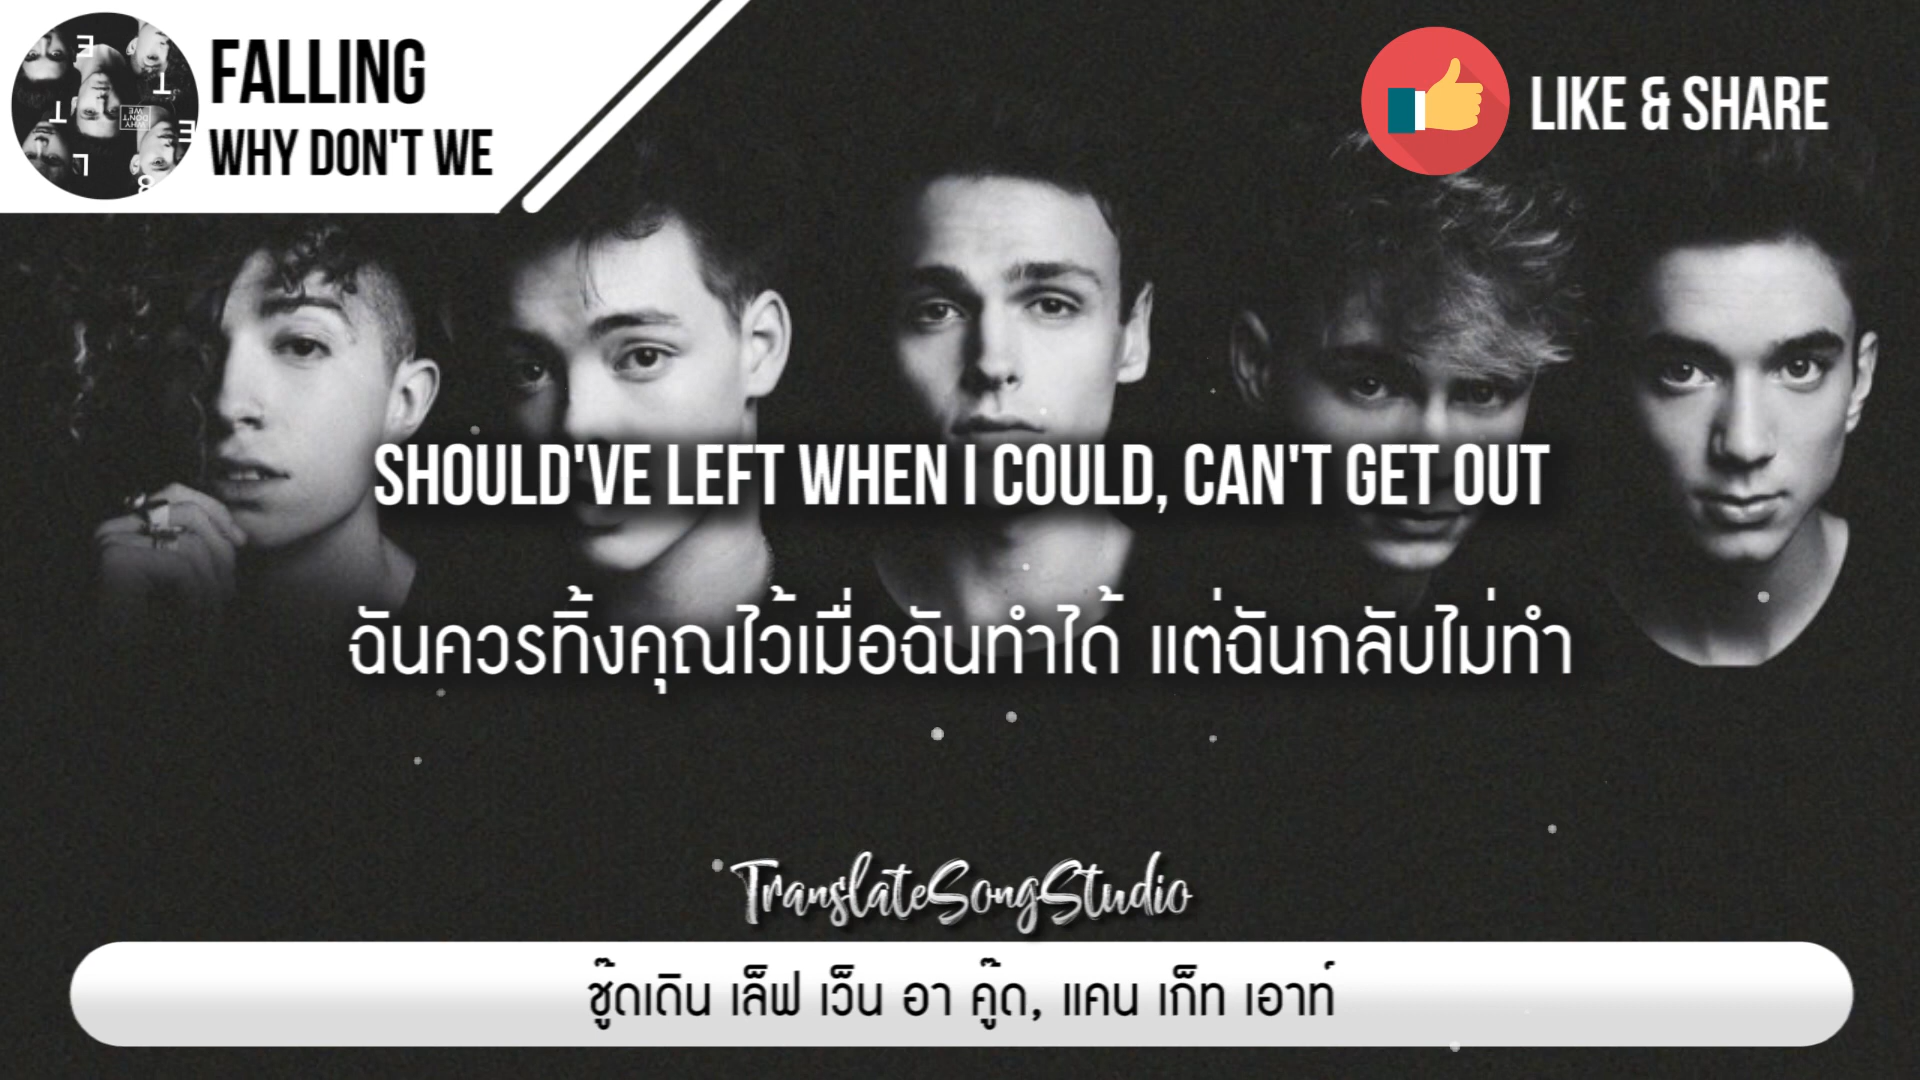 FALLING
WHY DON'T WE
LIKE & SHARE
SHOULD'VE LEFT WHEN I COULD, CAN'T GET OUT
ฉันควรทิ้งคุณไว้เมื่อฉันทำได้ แต่ฉันกลับไม่ทำ
TranslateSongStudio
ชู๊ดเดิน เล็ฟ เว็น อา คู๊ด, แคน เก็ท เอาท์